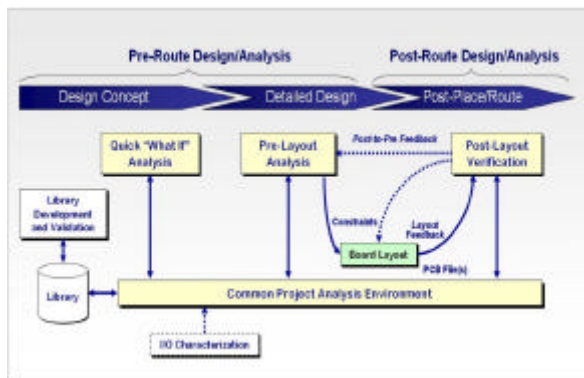 Pre-Route Design/Analysis
Post-Route Design/Analysis
Design Concept
Detailed Design
Post-Place/Route
Quick "What If"
Analysis
Pre-Layout
Analysis
Post-to-Pre Feedback
Post-Layout
Verification
Library
Development
and Validation
Constraints
Layout
Feedback
Board Layout
PCB File(s)
Library
Common Project Analysis Environment
I/O Characterization